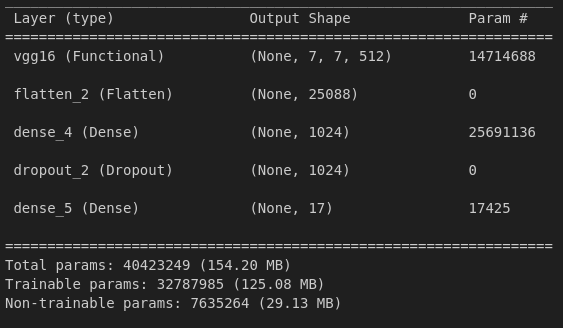 Layer (type) Output Shape Param #
=================================================================
vgg16 (Functional) (None, 7, 7, 512) 14714688
flatten_2 (Flatten) (None, 25088) 0
dense_4 (Dense) (None, 1024) 25691136
dropout_2 (Dropout) (None, 1024) 0
dense_5 (Dense) (None, 17) 17425
=================================================================
Total params: 40423249 (154.20 MB)
Trainable params: 32787985 (125.08 MB)
Non-trainable params: 7635264 (29.13 MB)